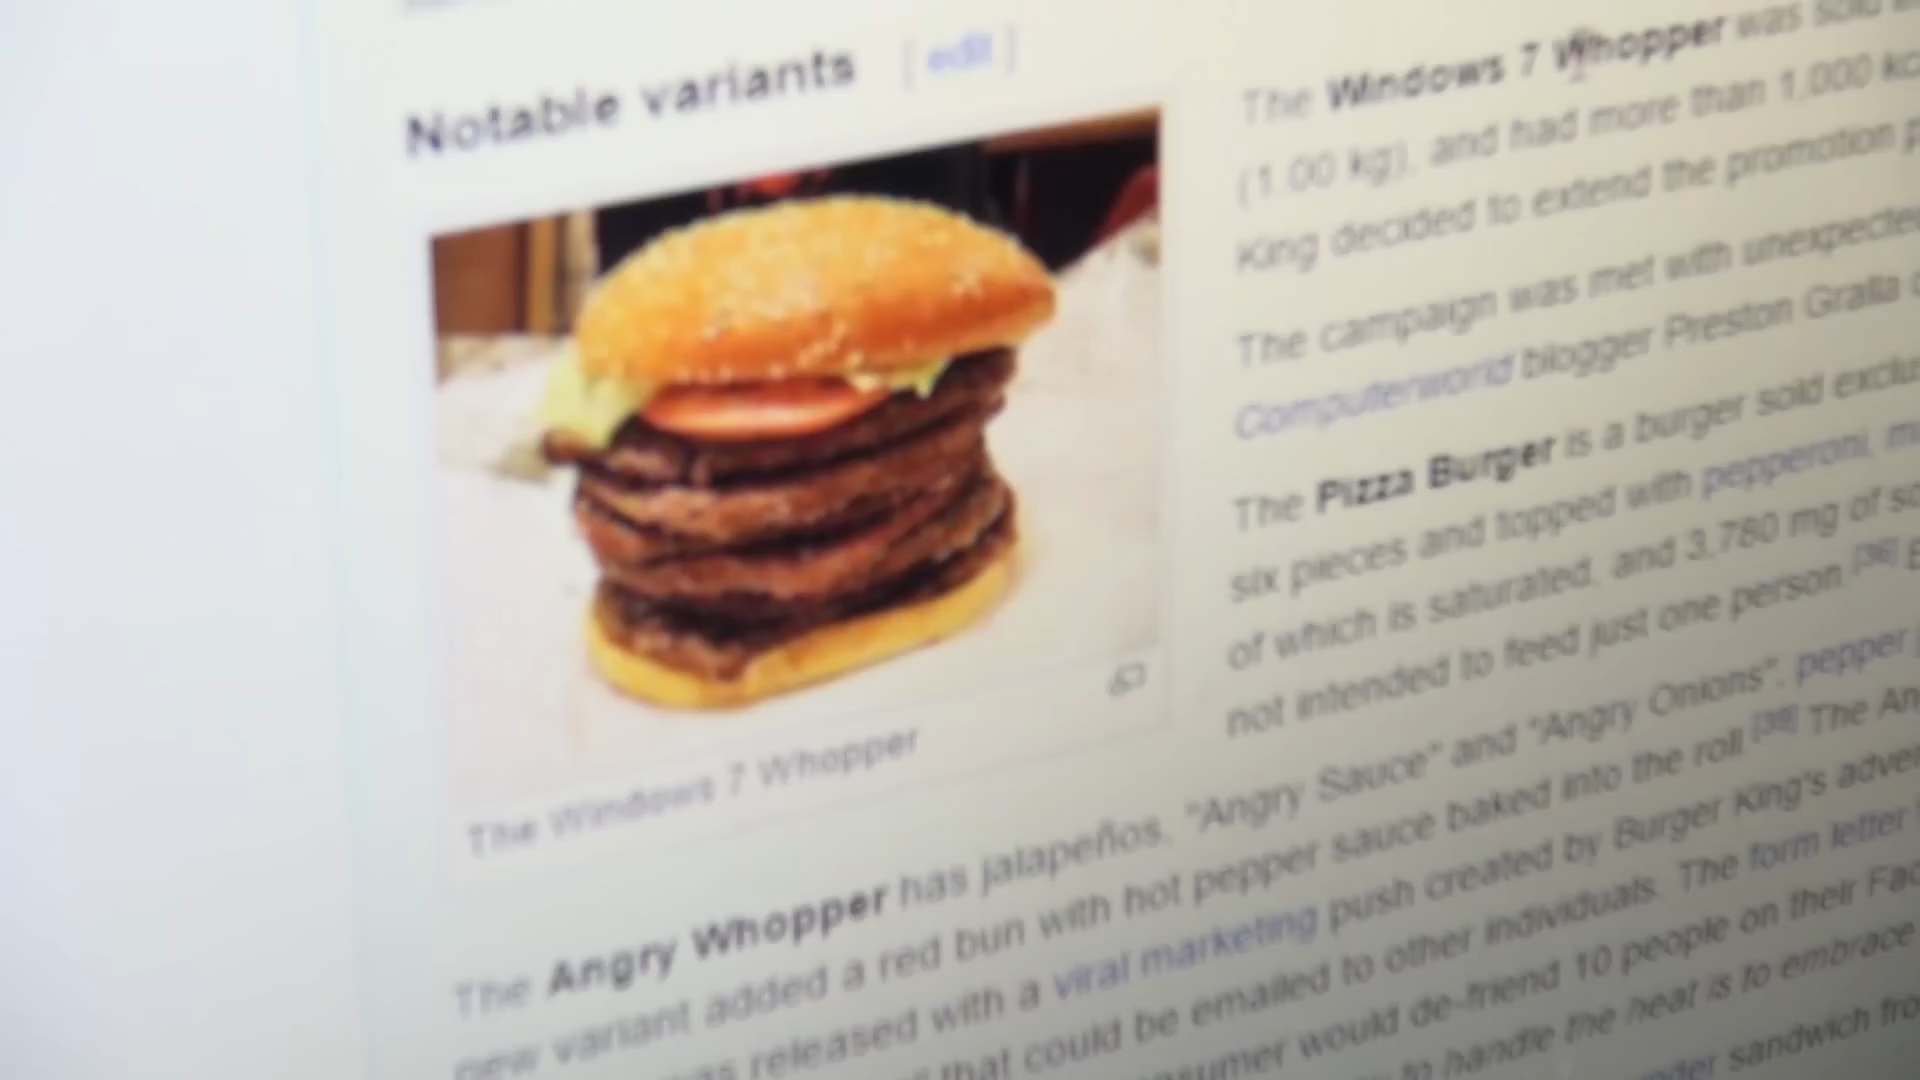 Notable variants [ edit ]
The Windows 7 Whopper was sold
(1.00 kg), and had more than 1,000
King decided to extend the promotion
The campaign was met with
Computerworld blogger Preston Gralla
The Pizza Burger is a burger sold
six pieces and topped with pepperoni,
of which is saturated, and 3,780 mg of
not intended to feed just one person.[36]
The Windows 7 Whopper
The Angry Whopper has jalapeños, "Angry Sauce" and "Angry Onions", pepper
new variant added a red bun with hot pepper sauce baked into the roll.[38] The
was released with a viral marketing push created by Burger King's
that could be emailed to other individuals. The form letter
would de-friend 10 people on their
to handle the heat is to embrace
sandwich